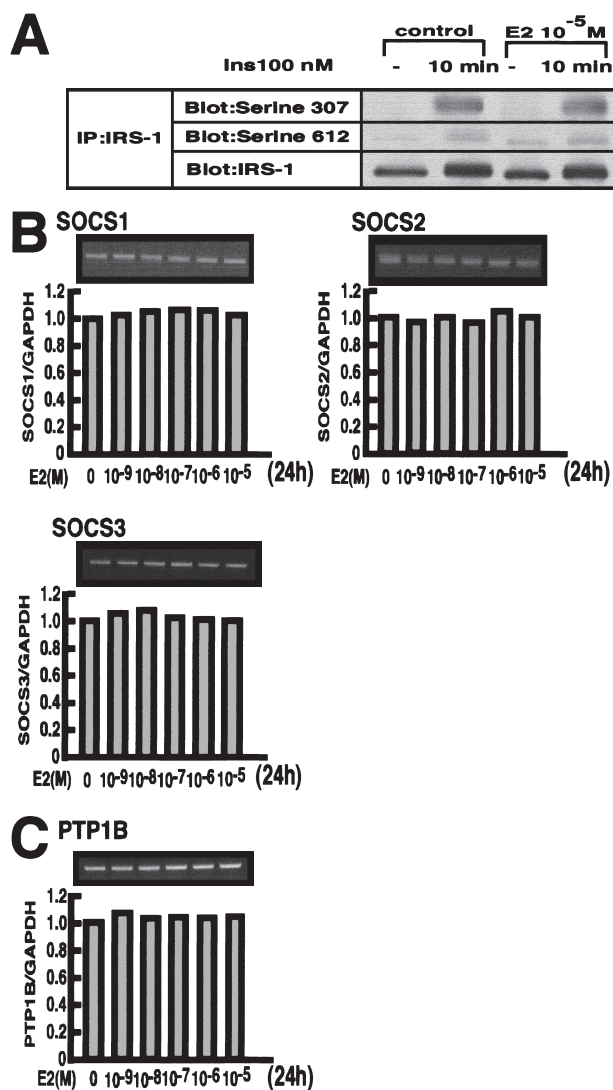 A
control E2 10-5M
Ins100 nM - 10 min - 10 min
IP:IRS-1
Blot:Serine 307
Blot:Serine 612
Blot:IRS-1
B
SOCS1
SOCS1/GAPDH
1.2
1.0
0.8
0.6
0.4
0.2
0
E2(M) 0 10-9 10-8 10-7 10-6 10-5 (24h)
SOCS2
SOCS2/GAPDH
1.2
1.0
0.8
0.6
0.4
0.2
0
0 10-9 10-8 10-7 10-6 10-5 (24h)
SOCS3
SOCS3/GAPDH
1.2
1.0
0.8
0.6
0.4
0.2
0
E2(M) 0 10-9 10-8 10-7 10-6 10-5 (24h)
C
PTP1B
PTP1B/GAPDH
1.2
1.0
0.8
0.6
0.4
0.2
0
E2(M) 0 10-9 10-8 10-7 10-6 10-5 (24h)